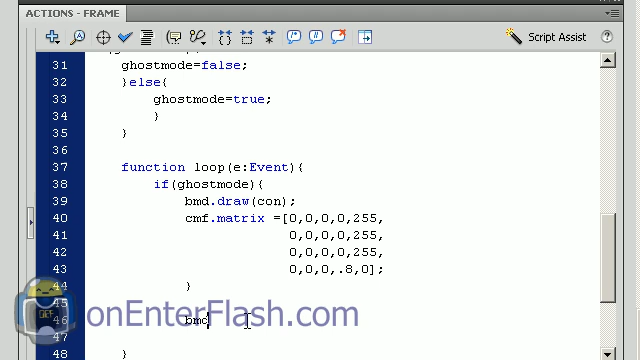 ACTIONS - FRAME
Script Assist
31 ghostmode=false;
32 }else{
33 ghostmode=true;
34 }
35 }
36
37 function loop(e:Event){
38 if(ghostmode){
39 bmd.draw(con);
40 cmf.matrix =[0,0,0,0,255,
41 0,0,0,0,255,
42 0,0,0,0,255,
43 0,0,0,.8,0];
44 }
45
46 bmd
onEnterFlash.com
47
48 }